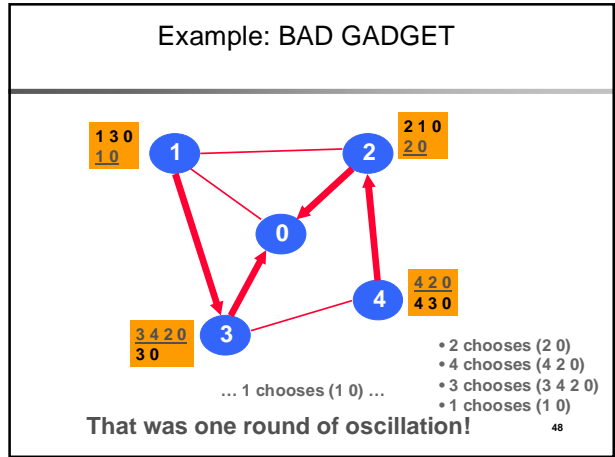 Example: BAD GADGET
1 3 0
1 0
1
2
2 1 0
2 0
0
4
4 2 0
4 3 0
3 4 2 0
3 0
3
• 2 chooses (2 0)
• 4 chooses (4 2 0)
• 3 chooses (3 4 2 0)
• 1 chooses (1 0)
… 1 chooses (1 0) …
That was one round of oscillation!
48